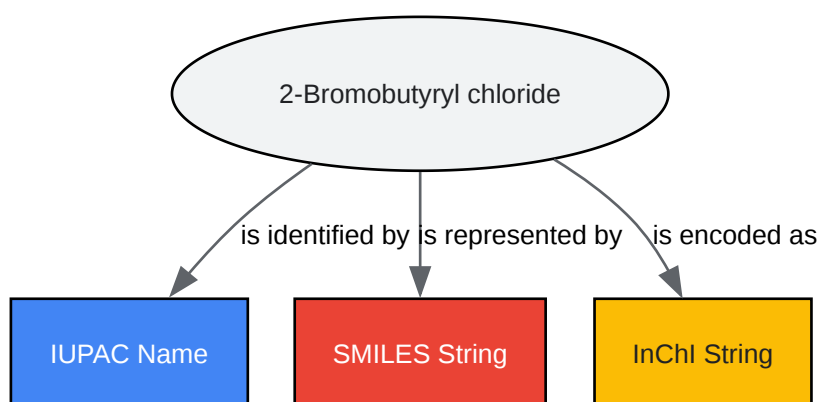 2-Bromobutyryl chloride
is identified by
is represented by
is encoded as
IUPAC Name
SMILES String
InChI String